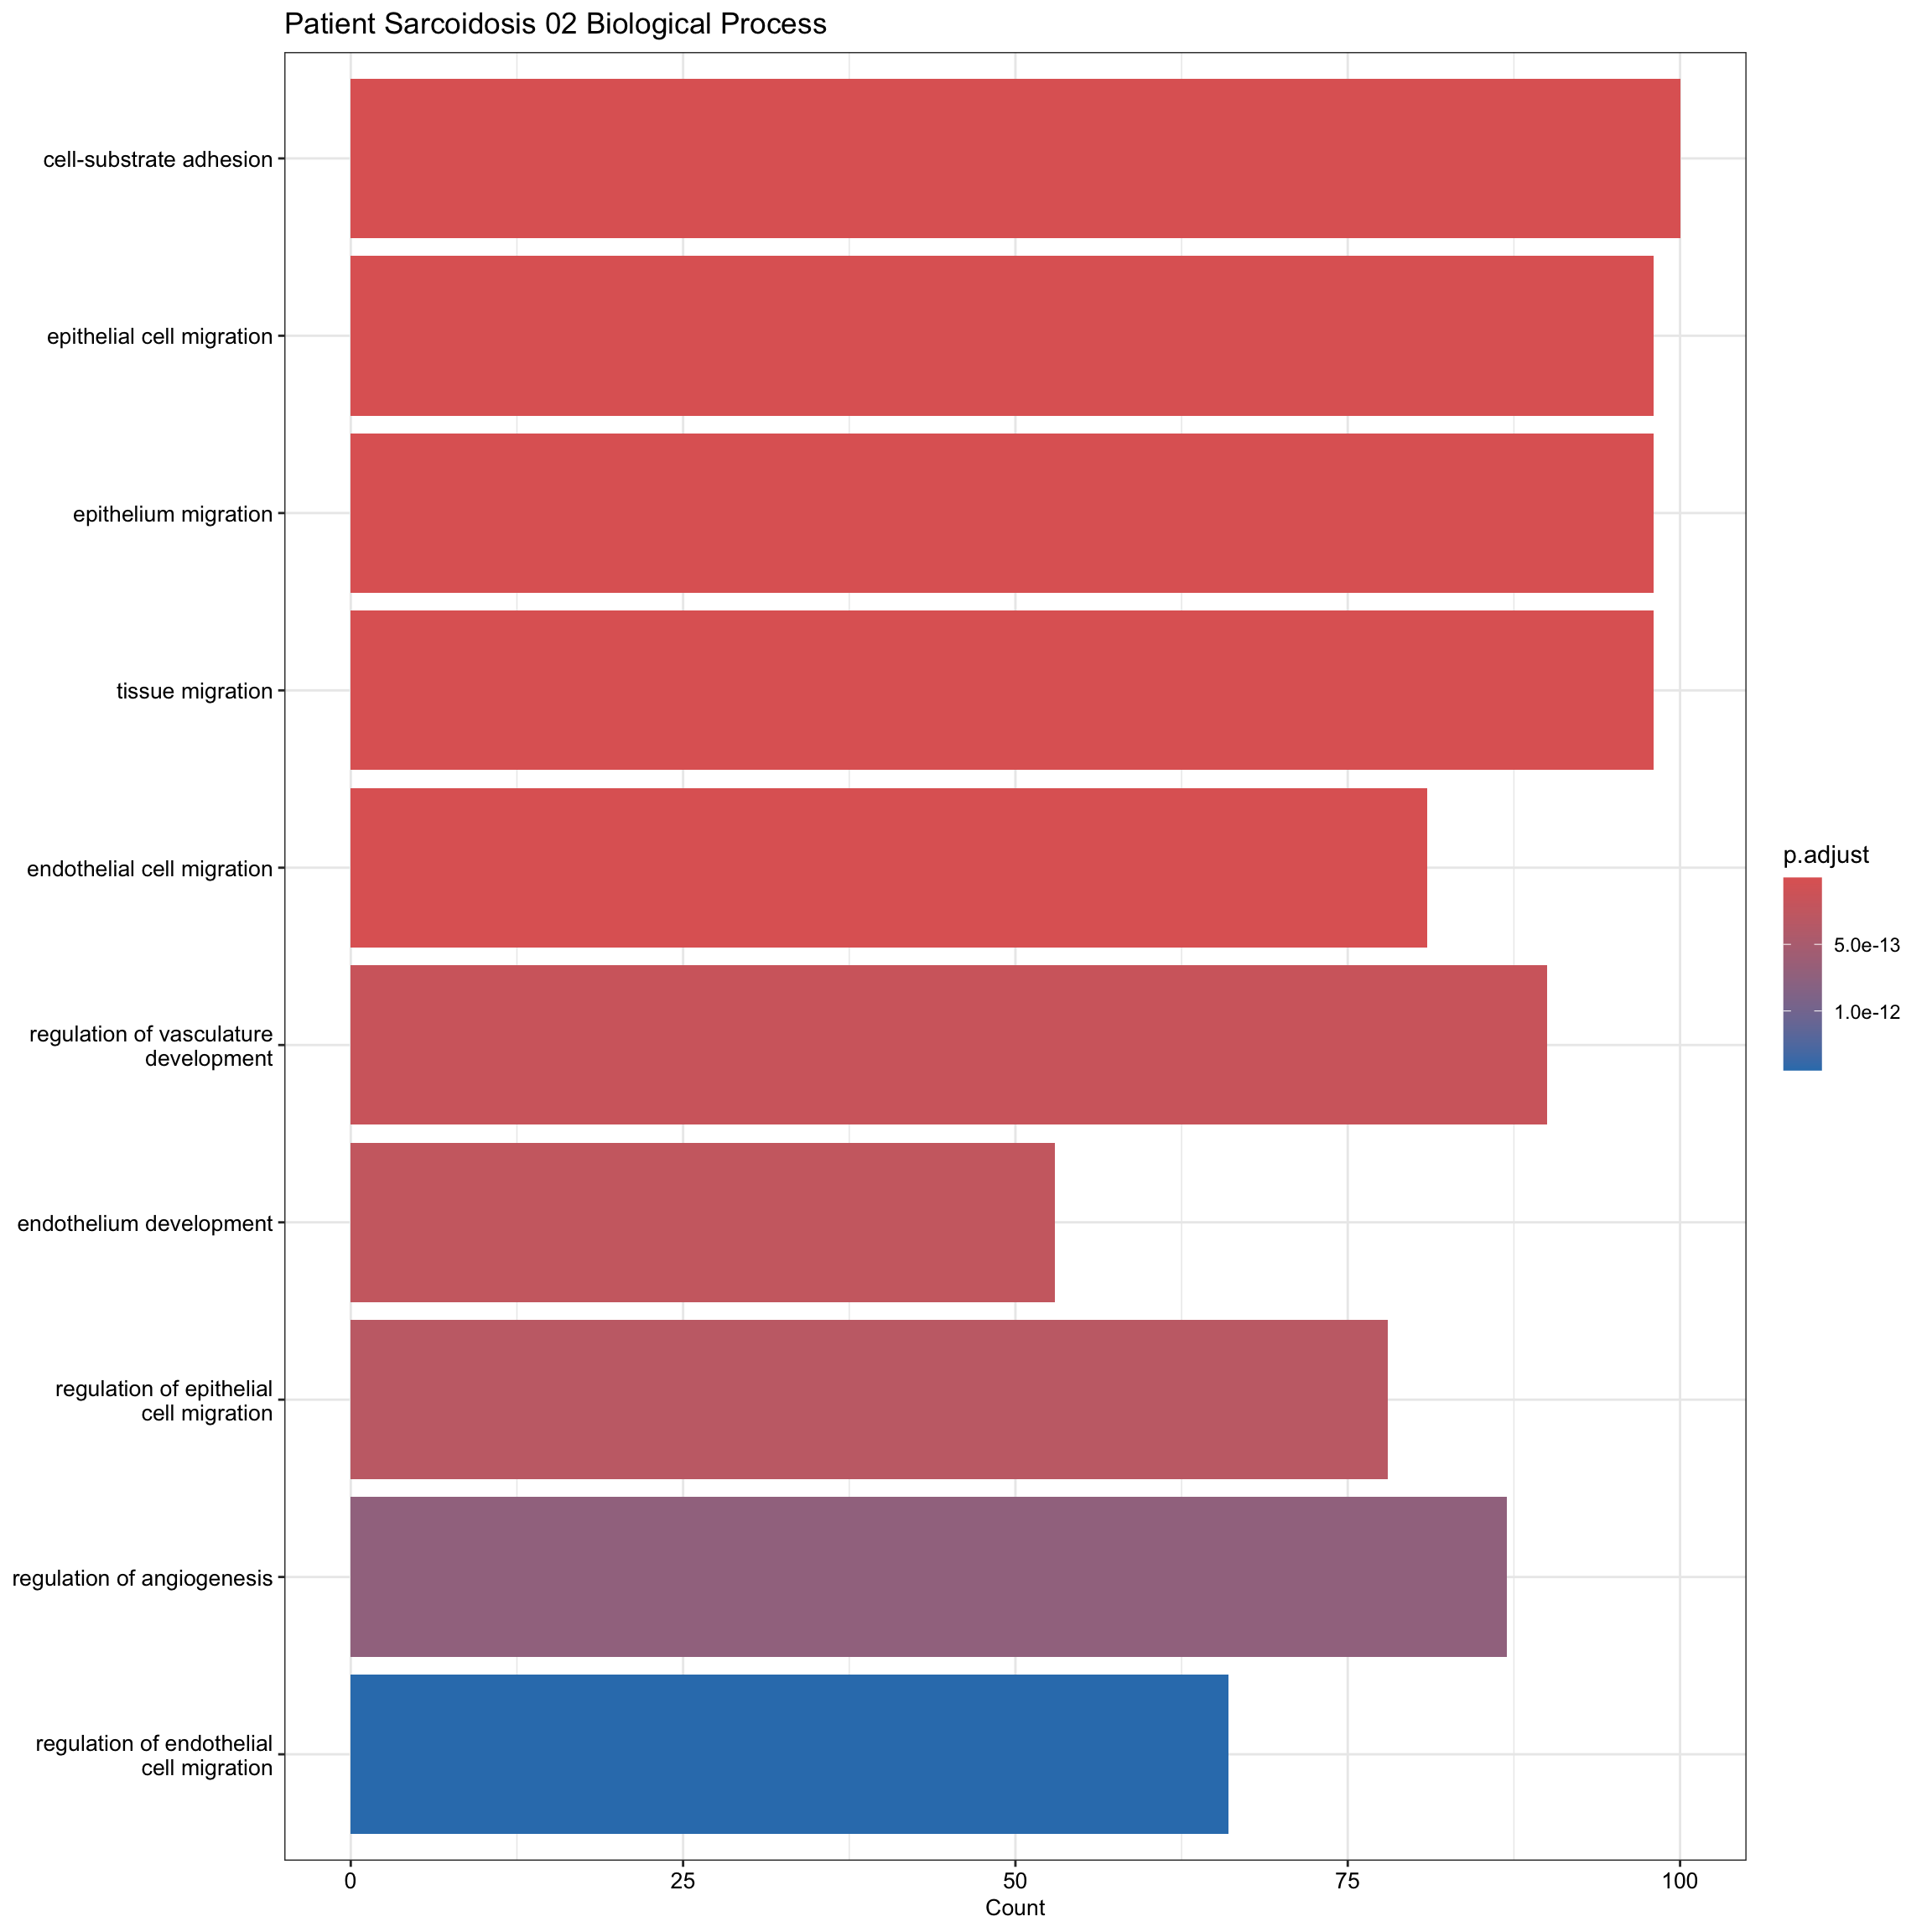 Patient Sarcoidosis 02 Biological Process
cell-substrate adhesion
epithelial cell migration
epithelium migration
tissue migration
endothelial cell migration
regulation of vasculature
development
endothelium development
regulation of epithelial
cell migration
regulation of angiogenesis
regulation of endothelial
cell migration
0 25 50 75 100
Count
p.adjust
5.0e-13
1.0e-12